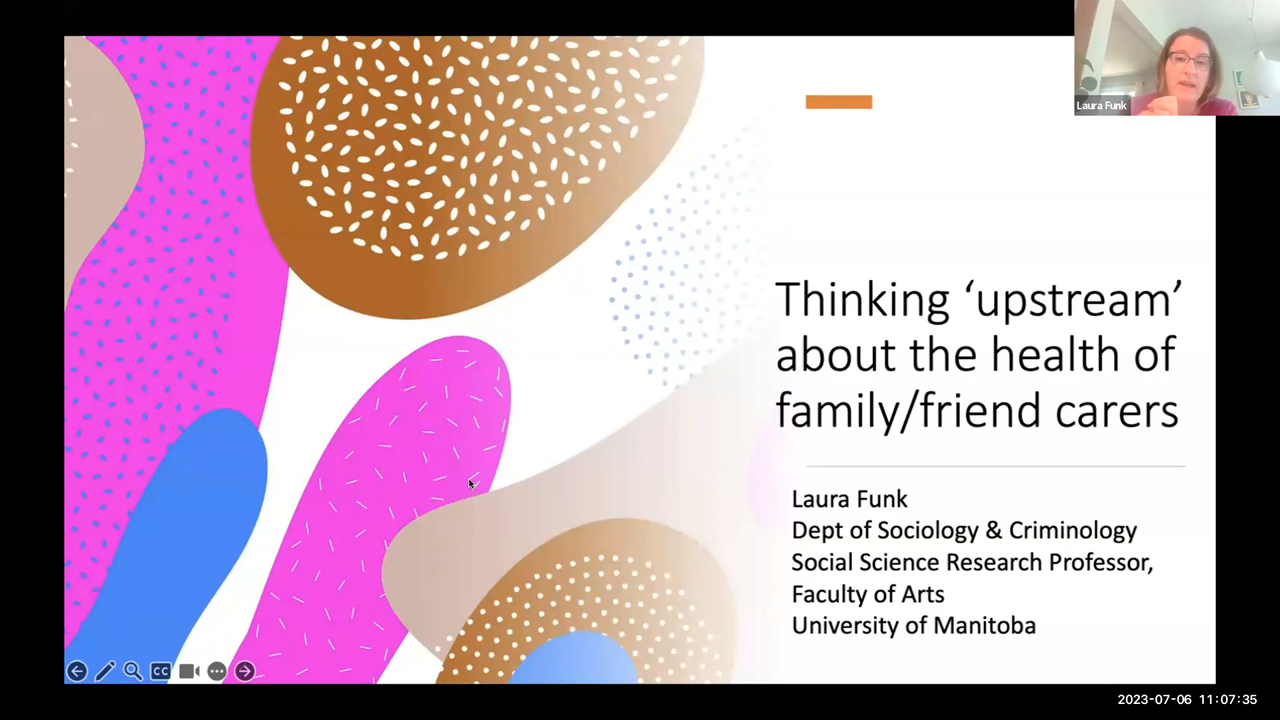 Laura Funk
Thinking ‘upstream’
about the health of
family/friend carers
Laura Funk
Dept of Sociology & Criminology
Social Science Research Professor,
Faculty of Arts
University of Manitoba
CC
2023-07-06 11:07:35